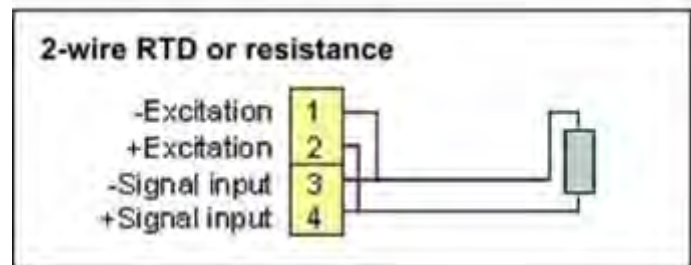 2-wire RTD or resistance
-Excitation 1
+Excitation 2
-Signal input 3
+Signal input 4